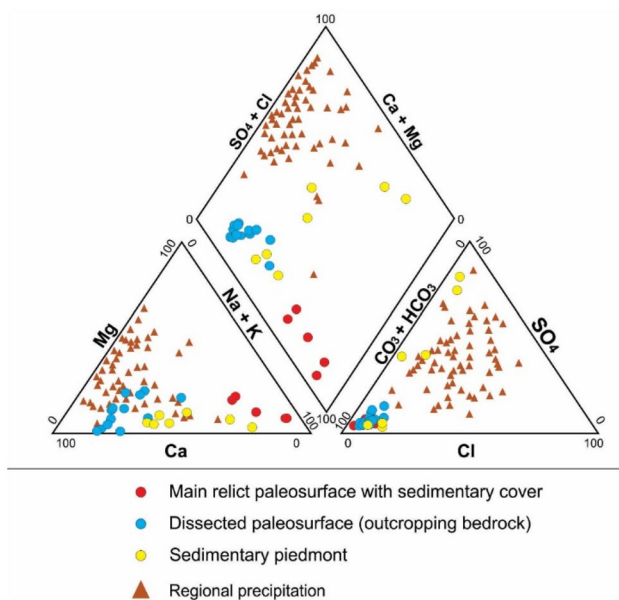 100
SO₄ + Cl
Ca + Mg
0
0
100
0
0
100
Mg
Na + K
CO₃ + HCO₃
SO₄
100
0
100
100
0
100
0
Ca
Cl
Main relict paleosurface with sedimentary cover
Dissected paleosurface (outcropping bedrock)
Sedimentary piedmont
Regional precipitation